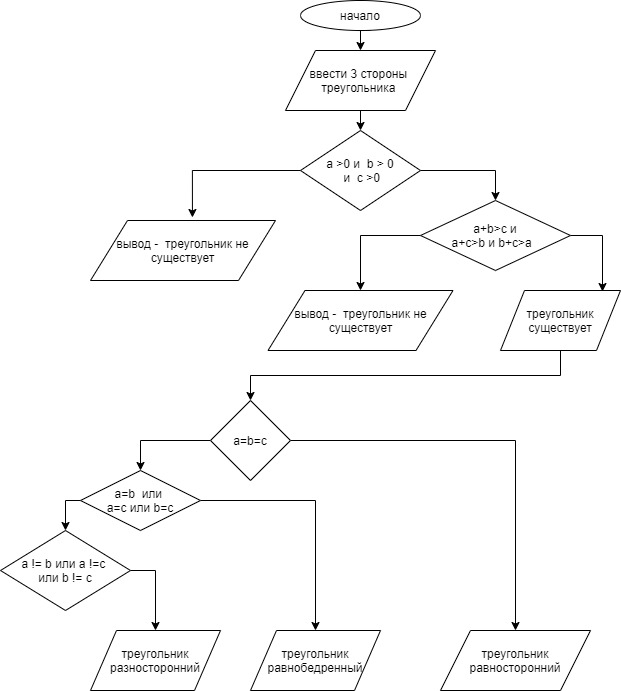 начало
ввести 3 стороны
треугольника
a >0 и b > 0
и c >0
вывод - треугольник не
существует
a+b>c и
a+c>b и b+c>a
вывод - треугольник не
существует
треугольник
существует
a=b=c
a=b или
a=c или b=c
a != b или a !=c
или b != c
треугольник
разносторонний
треугольник
равнобедренный
треугольник
равносторонний